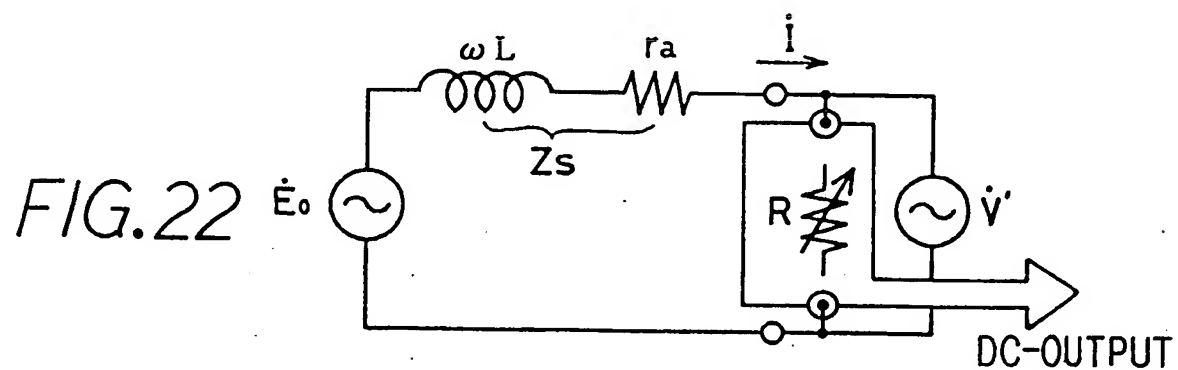 ωL
ra
İ
Zs
FIG.22
Ė₀
R
V̇'
DC-OUTPUT